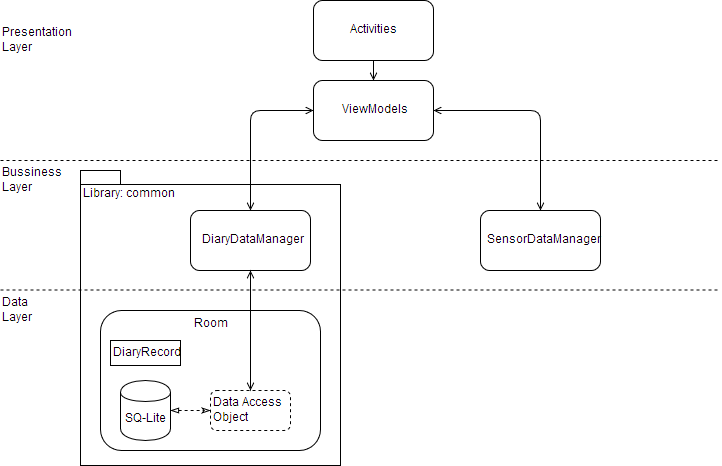 Presentation
Layer
Activities
ViewModels
Bussiness
Layer
Library: common
DiaryDataManager
SensorDataManager
Data
Layer
Room
DiaryRecord
SQ-Lite
Data Access
Object